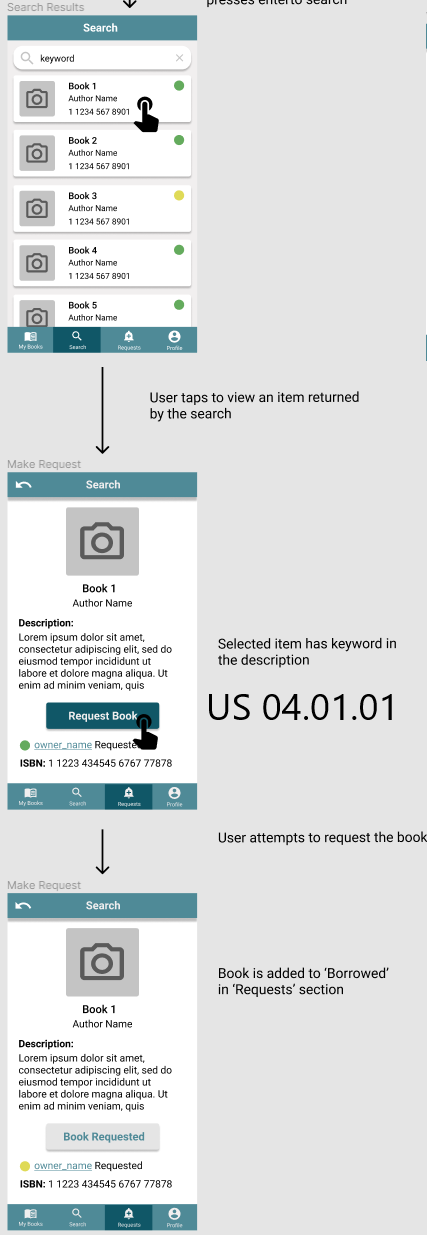 Search Results
presses enterto search
Search
keyword
Book 1
Author Name
1 1234 567 8901
Book 2
Author Name
1 1234 567 8901
Book 3
Author Name
1 1234 567 8901
Book 4
Author Name
1 1234 567 8901
Book 5
Author Name
My Books Search Requests Profile
User taps to view an item returned
by the search
Make Request
Search
Book 1
Author Name
Description:
Lorem ipsum dolor sit amet,
consectetur adipiscing elit, sed do
eiusmod tempor incididunt ut
labore et dolore magna aliqua. Ut
enim ad minim veniam, quis
Selected item has keyword in
the description
Request Book
US 04.01.01
owner_name Requested
ISBN: 1 1223 434545 6767 77878
My Books Search Requests Profile
User attempts to request the book
Make Request
Search
Book 1
Author Name
Book is added to ‘Borrowed’
in ‘Requests’ section
Description:
Lorem ipsum dolor sit amet,
consectetur adipiscing elit, sed do
eiusmod tempor incididunt ut
labore et dolore magna aliqua. Ut
enim ad minim veniam, quis
Book Requested
owner_name Requested
ISBN: 1 1223 434545 6767 77878
My Books Search Requests Profile